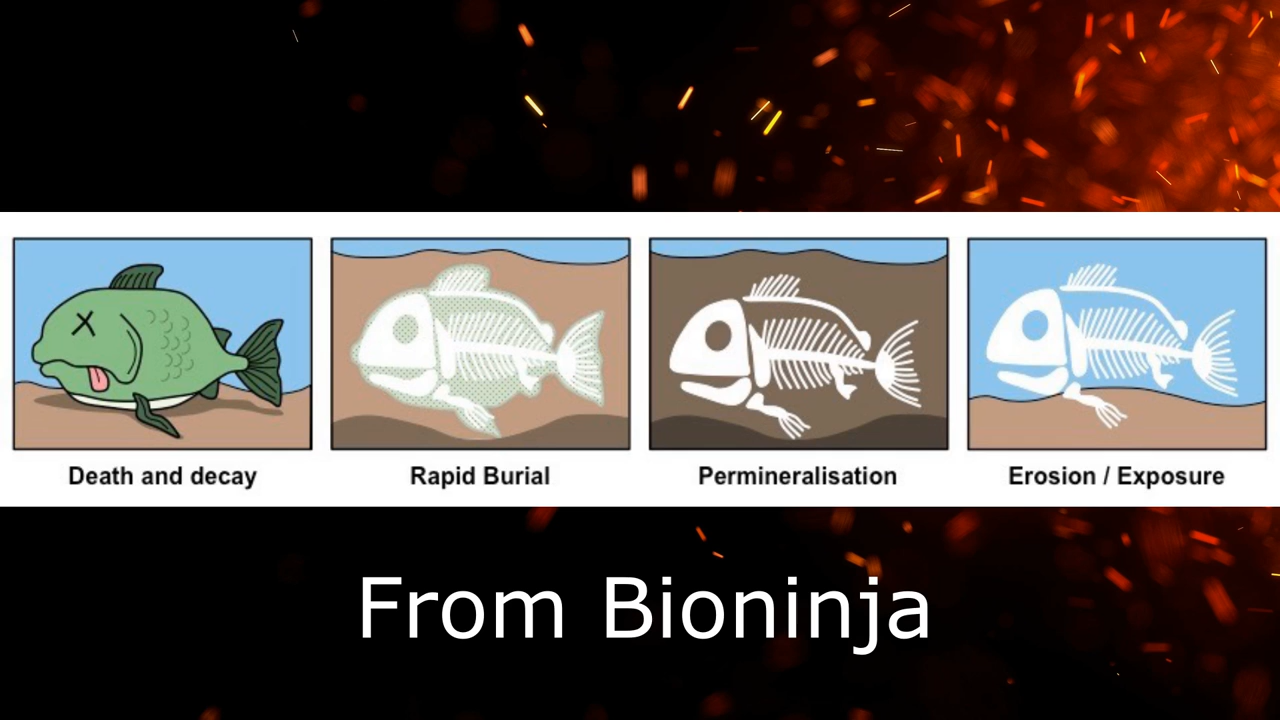 Death and decay
Rapid Burial
Permineralisation
Erosion / Exposure
From Bioninja